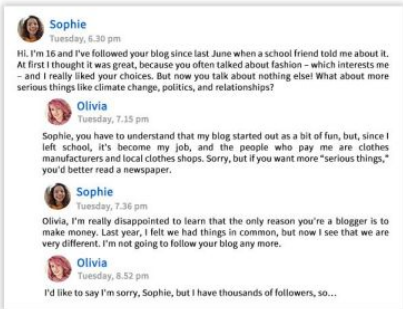 Sophie
Tuesday, 6.30 pm
Hi. I'm 16 and I've followed your blog since last June when a school friend told me about it.
At first I thought it was great, because you often talked about fashion – which interests me
– and I really liked your choices. But now you talk about nothing else! What about more
serious things like climate change, politics, and relationships?
Olivia
Tuesday, 7.15 pm
Sophie, you have to understand that my blog started out as a bit of fun, but, since I
left school, it's become my job, and the people who pay me are clothes
manufacturers and local clothes shops. Sorry, but if you want more "serious things,"
you'd better read a newspaper.
Sophie
Tuesday, 7.36 pm
Olivia, I'm really disappointed to learn that the only reason you're a blogger is to
make money. Last year, I felt we had things in common, but now I see that we are
very different. I'm not going to follow your blog any more.
Olivia
Tuesday, 8.52 pm
I'd like to say I'm sorry, Sophie, but I have thousands of followers, so...